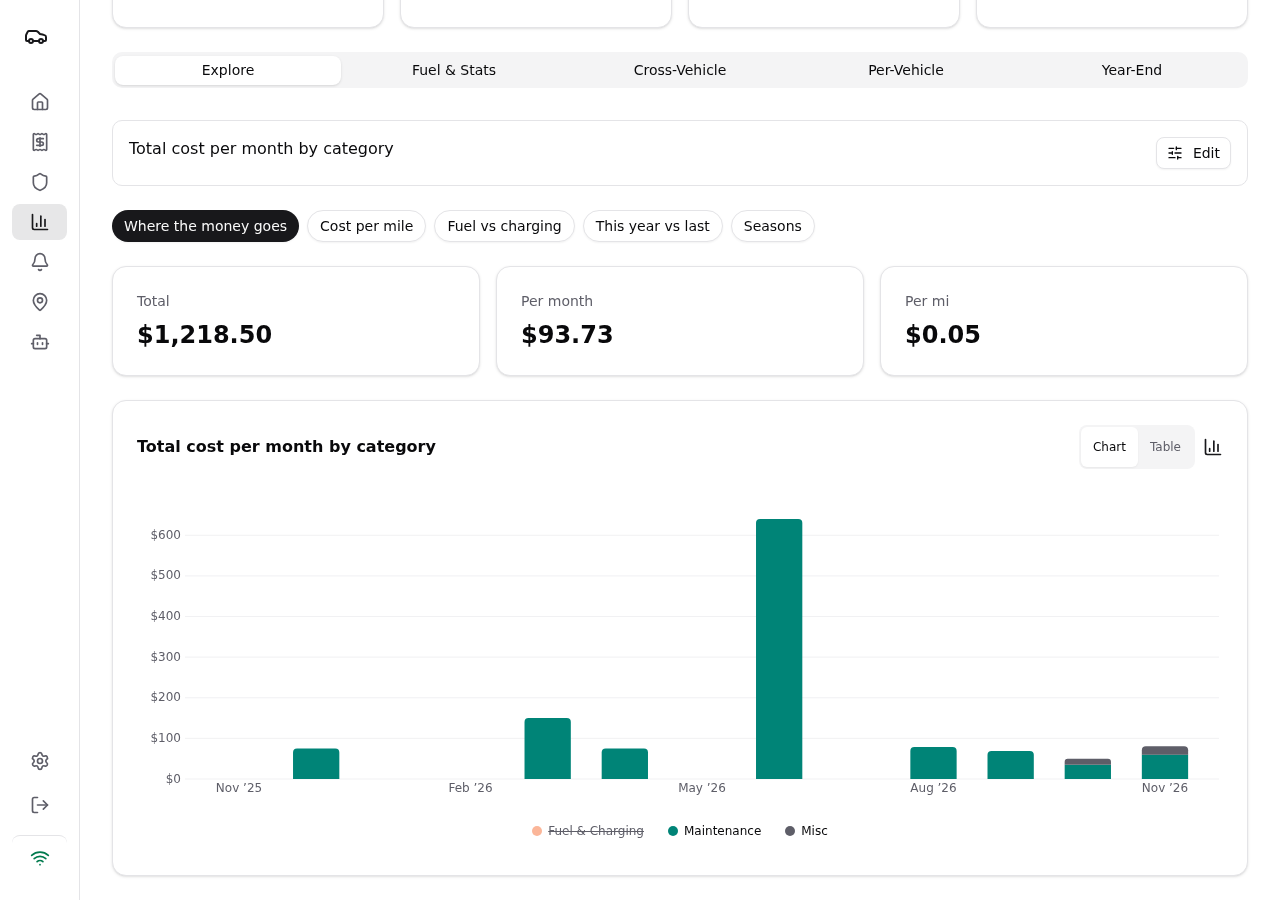 Explore
Fuel & Stats
Cross-Vehicle
Per-Vehicle
Year-End
Total cost per month by category
Edit
Where the money goes
Cost per mile
Fuel vs charging
This year vs last
Seasons
Total
$1,218.50
Per month
$93.73
Per mi
$0.05
Total cost per month by category
Chart
Table
$600
$500
$400
$300
$200
$100
$0
Nov ’25
Feb ’26
May ’26
Aug ’26
Nov ’26
Fuel & Charging
Maintenance
Misc